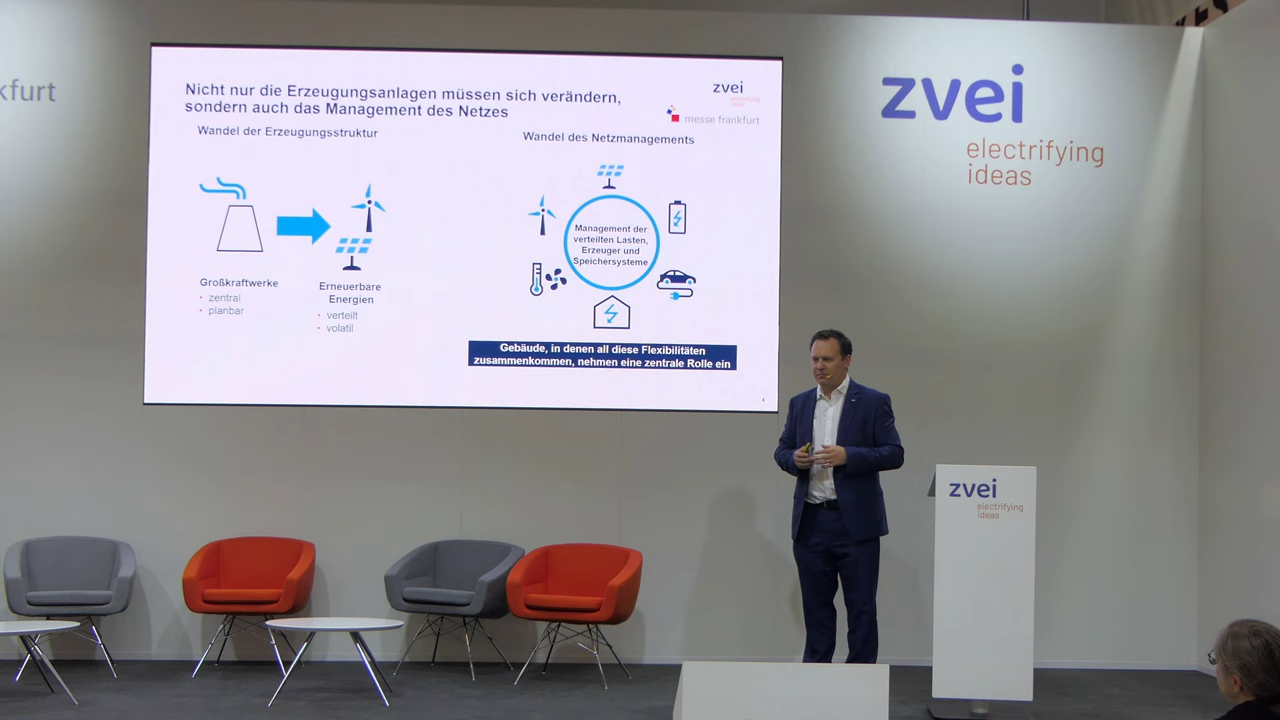 kfurt
Nicht nur die Erzeugungsanlagen müssen sich verändern,
sondern auch das Management des Netzes
zvei
electrifying
ideas
messe frankfurt
Wandel der Erzeugungsstruktur
Großkraftwerke
• zentral
• planbar
Erneuerbare
Energien
• verteilt
• volatil
Wandel des Netzmanagements
Management der
verteilten Lasten,
Erzeuger und
Speichersysteme
Gebäude, in denen all diese Flexibilitäten
zusammenkommen, nehmen eine zentrale Rolle ein
zvei
electrifying
ideas
zvei
electrifying
ideas